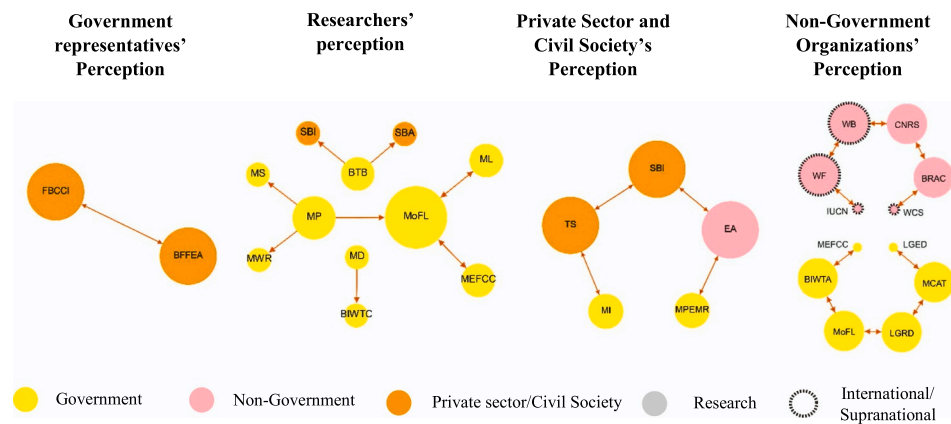 Government
representatives'
Perception
Researchers'
perception
Private Sector and
Civil Society's
Perception
Non-Government
Organizations'
Perception
FBCCI
BFFEA
SBI
SBA
BTB
MS
ML
MP
MoFL
MWR
MD
MEFCC
BIWTC
SBI
TS
EA
MI
MPEMR
WB
CNRS
WF
BRAC
IUCN
WCS
MEFCC
LGED
BIWTA
MCAT
MoFL
LGRD
Government
Non-Government
Private sector/Civil Society
Research
International/
Supranational